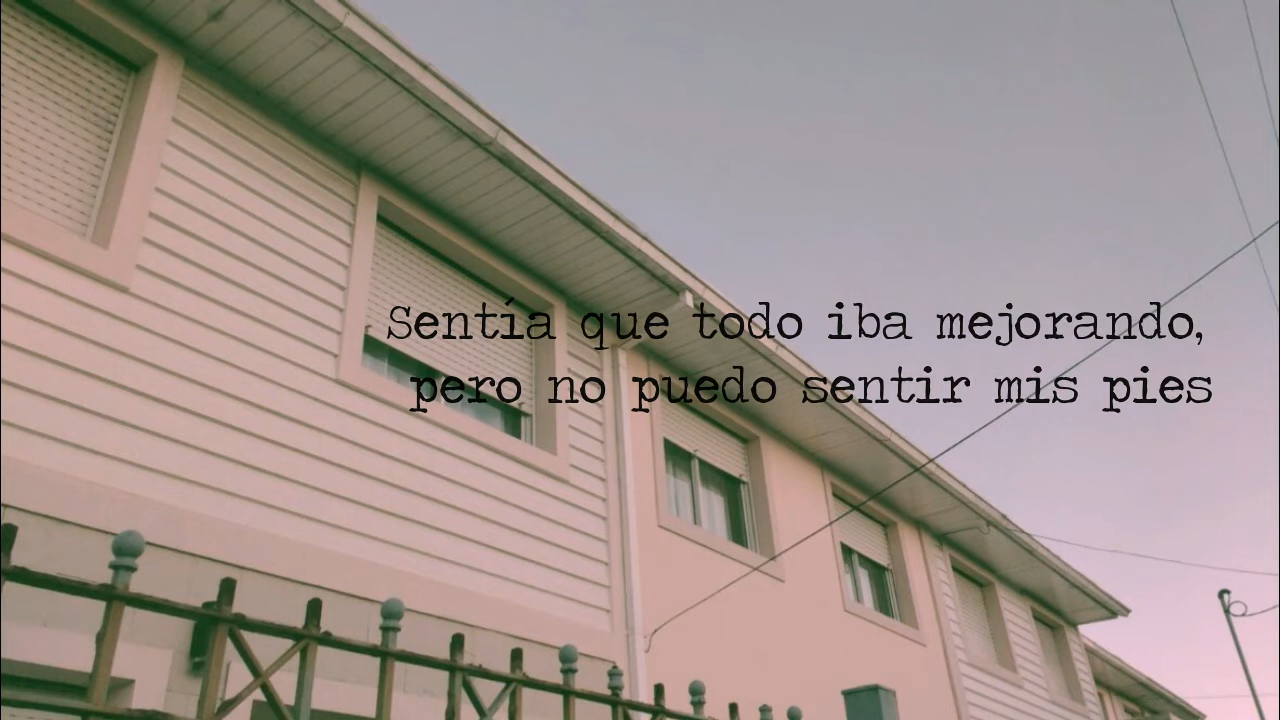 Sentía que todo iba mejorando,
pero no puedo sentir mis pies